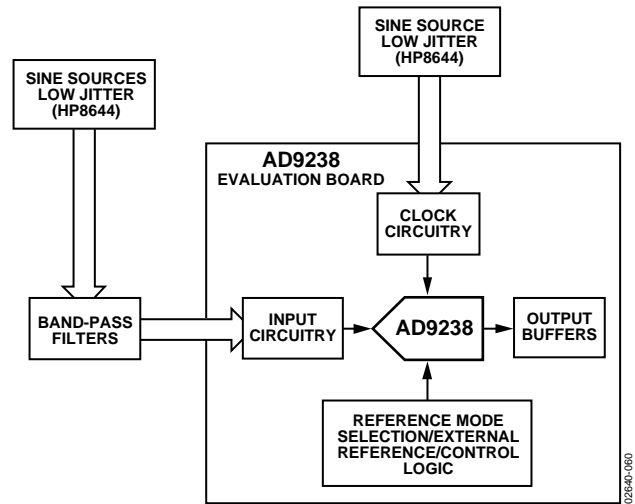 SINE SOURCE
LOW JITTER
(HP8644)
SINE SOURCES
LOW JITTER
(HP8644)
AD9238
EVALUATION BOARD
CLOCK
CIRCUITRY
BAND-PASS
FILTERS
INPUT
CIRCUITRY
AD9238
OUTPUT
BUFFERS
REFERENCE MODE
SELECTION/EXTERNAL
REFERENCE/CONTROL
LOGIC
02640-060